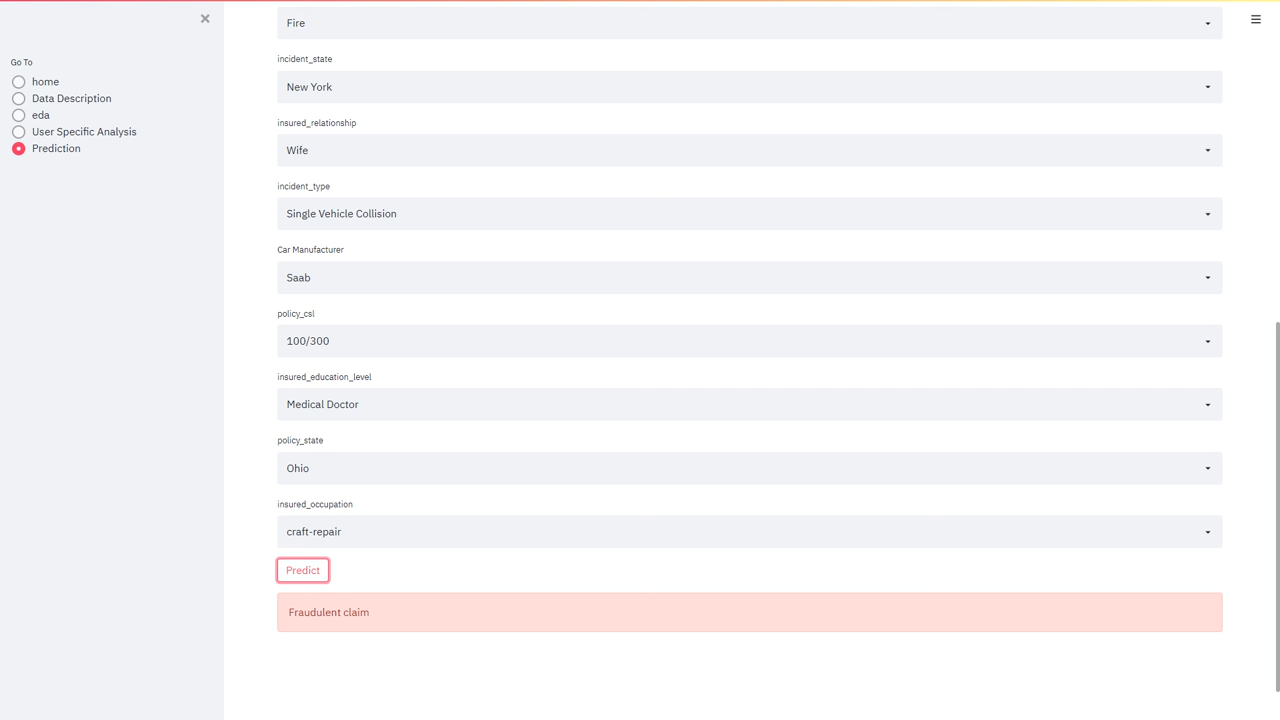 Go To
home
Data Description
eda
User Specific Analysis
Prediction
Fire
incident_state
New York
insured_relationship
Wife
incident_type
Single Vehicle Collision
Car Manufacturer
Saab
policy_csl
100/300
insured_education_level
Medical Doctor
policy_state
Ohio
insured_occupation
craft-repair
Predict
Fraudulent claim